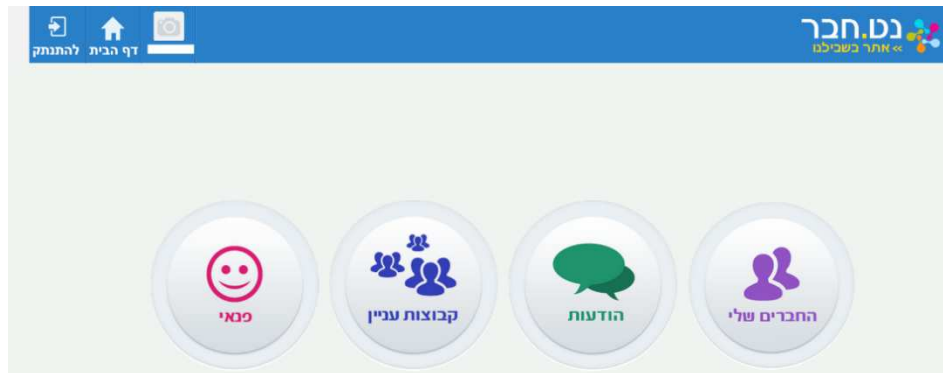 נט.חבר
» אתר בשבילנו
דף הבית
להתנתק
החברים שלי
הודעות
קבוצות עניין
פנאי